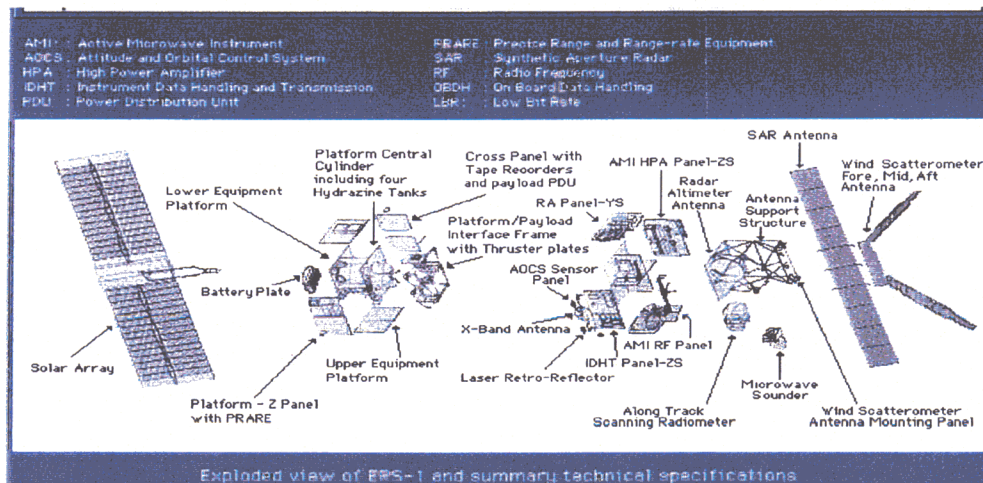 AMI : Active Microwave Instrument
AOCS : Attitude and Orbital Control System
HPA : High Power Amplifier
IDHT : Instrument Data Handling and Transmission
PDU : Power Distribution Unit
PRARE : Precise Range and Range-rate Equipment
SAR : Synthetic Aperture Radar
RF : Radio Frequency
OBDH : On Board Data Handling
LBR : Low Bit Rate
SAR Antenna
Platform Central
Cylinder
including four
Hydrazine Tanks
Cross Panel with
Tape Recorders
and payload PDU
AMI HPA Panel-ZS
Wind Scatterometer
Fore, Mid, Aft
Antenna
Lower Equipment
Platform
RA Panel-YS
Radar
Altimeter
Antenna
Antenna
Support
Structure
Platform/Payload
Interface Frame
with Thruster plates
AOCS Sensor
Panel
Battery Plate
X-Band Antenna
AMI RF Panel
IDHT Panel-ZS
Solar Array
Upper Equipment
Platform
Laser Retro-Reflector
Microwave
Sounder
Platform - Z Panel
with PRARE
Along Track
Scanning Radiometer
Wind Scatterometer
Antenna Mounting Panel
Exploded view of ERS-1 and summary technical specifications